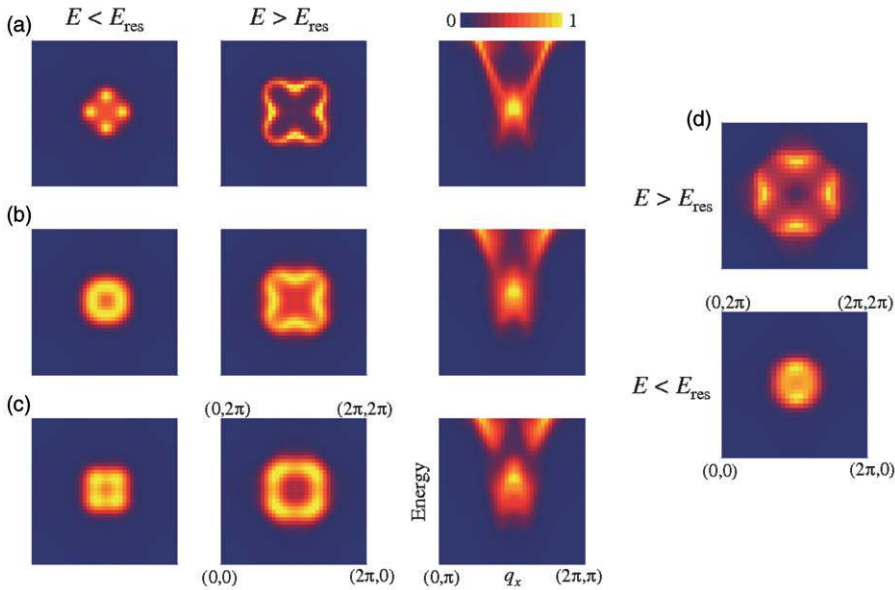 (a)
E < E_res
E > E_res
0
1
(b)
(c)
(0,2π)
(2π,2π)
(0,0)
(2π,0)
Energy
(0,π)
q_x
(2π,π)
(d)
E > E_res
(0,2π)
(2π,2π)
E < E_res
(0,0)
(2π,0)